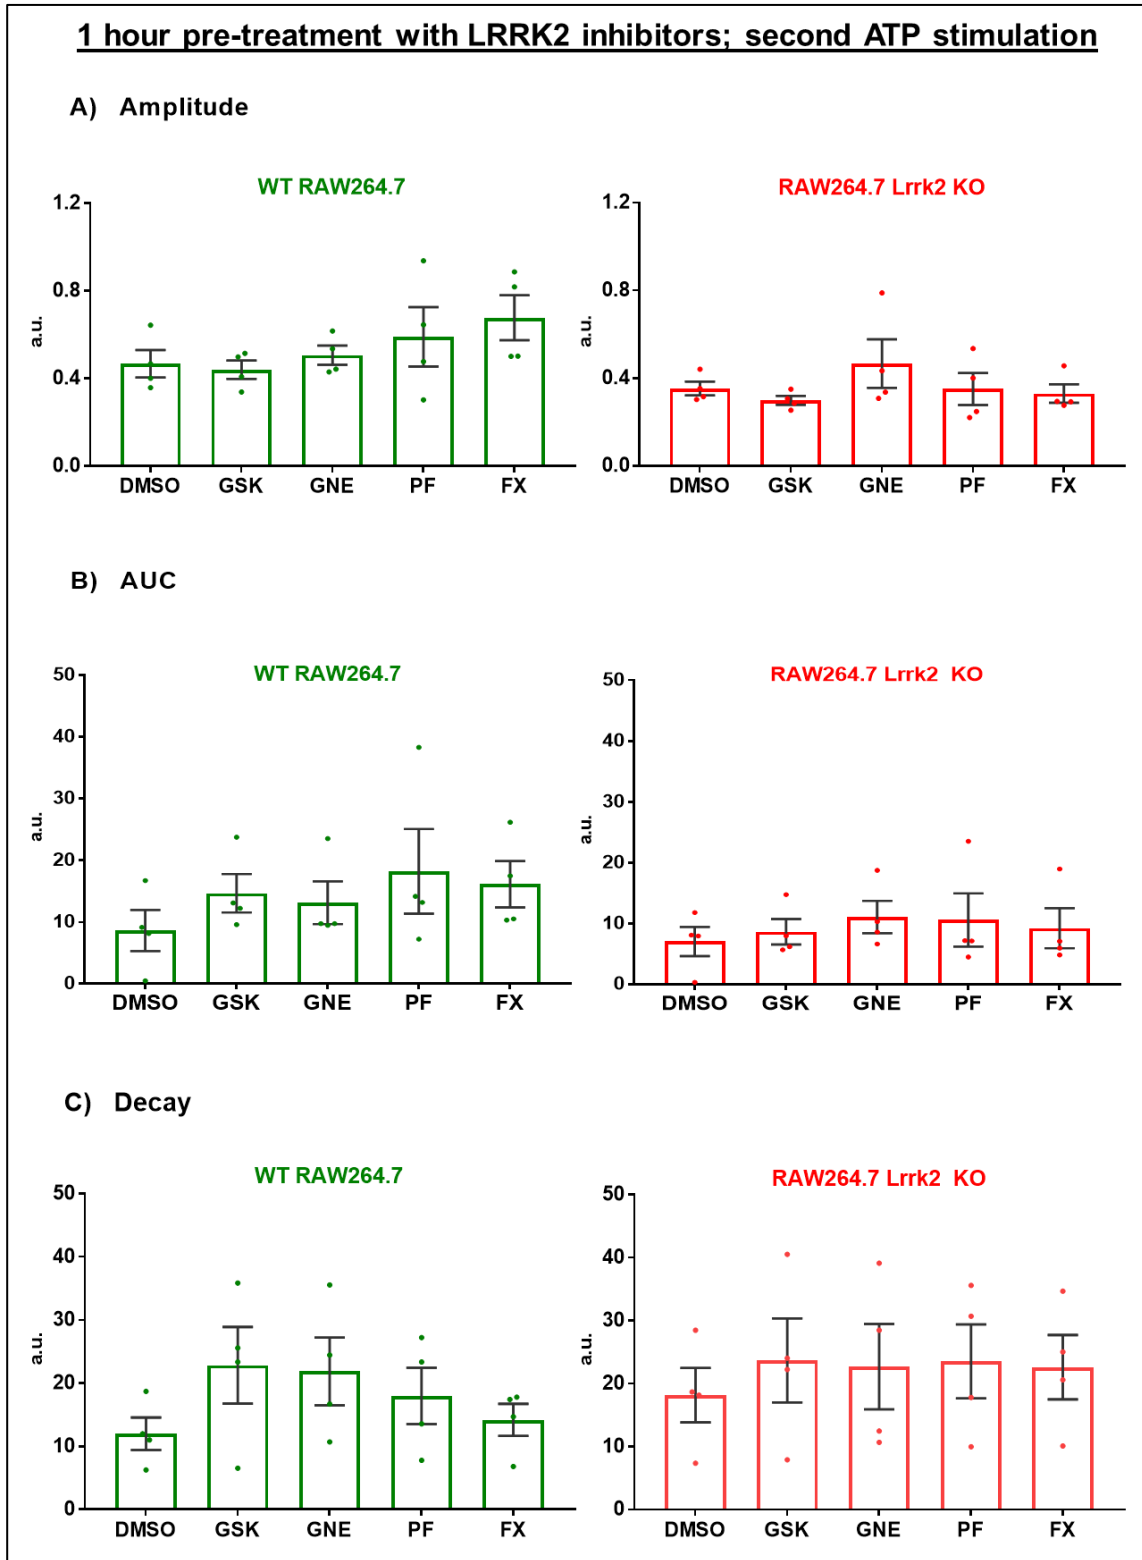 1 hour pre-treatment with LRRK2 inhibitors; second ATP stimulation
A) Amplitude
WT RAW264.7
1.2
0.8
0.4
0.0
a.u.
DMSO GSK GNE PF FX
RAW264.7 Lrrk2 KO
1.2
0.8
0.4
0.0
a.u.
DMSO GSK GNE PF FX
B) AUC
WT RAW264.7
50
40
30
20
10
0
a.u.
DMSO GSK GNE PF FX
RAW264.7 Lrrk2 KO
50
40
30
20
10
0
a.u.
DMSO GSK GNE PF FX
C) Decay
WT RAW264.7
50
40
30
20
10
0
a.u.
DMSO GSK GNE PF FX
RAW264.7 Lrrk2 KO
50
40
30
20
10
0
a.u.
DMSO GSK GNE PF FX